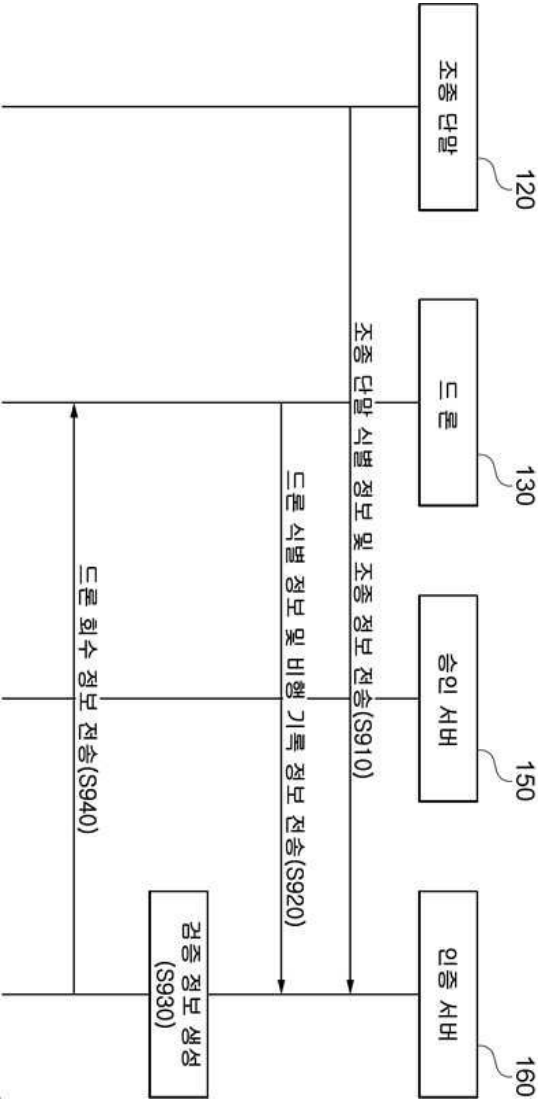 조종 단말
120
드론
130
승인 서버
150
인증 서버
160
조종 단말 식별 정보 및 조종 정보 전송(S910)
드론 식별 정보 및 비행 기록 정보 전송(S920)
검증 정보 생성
(S930)
드론 회수 정보 전송(S940)